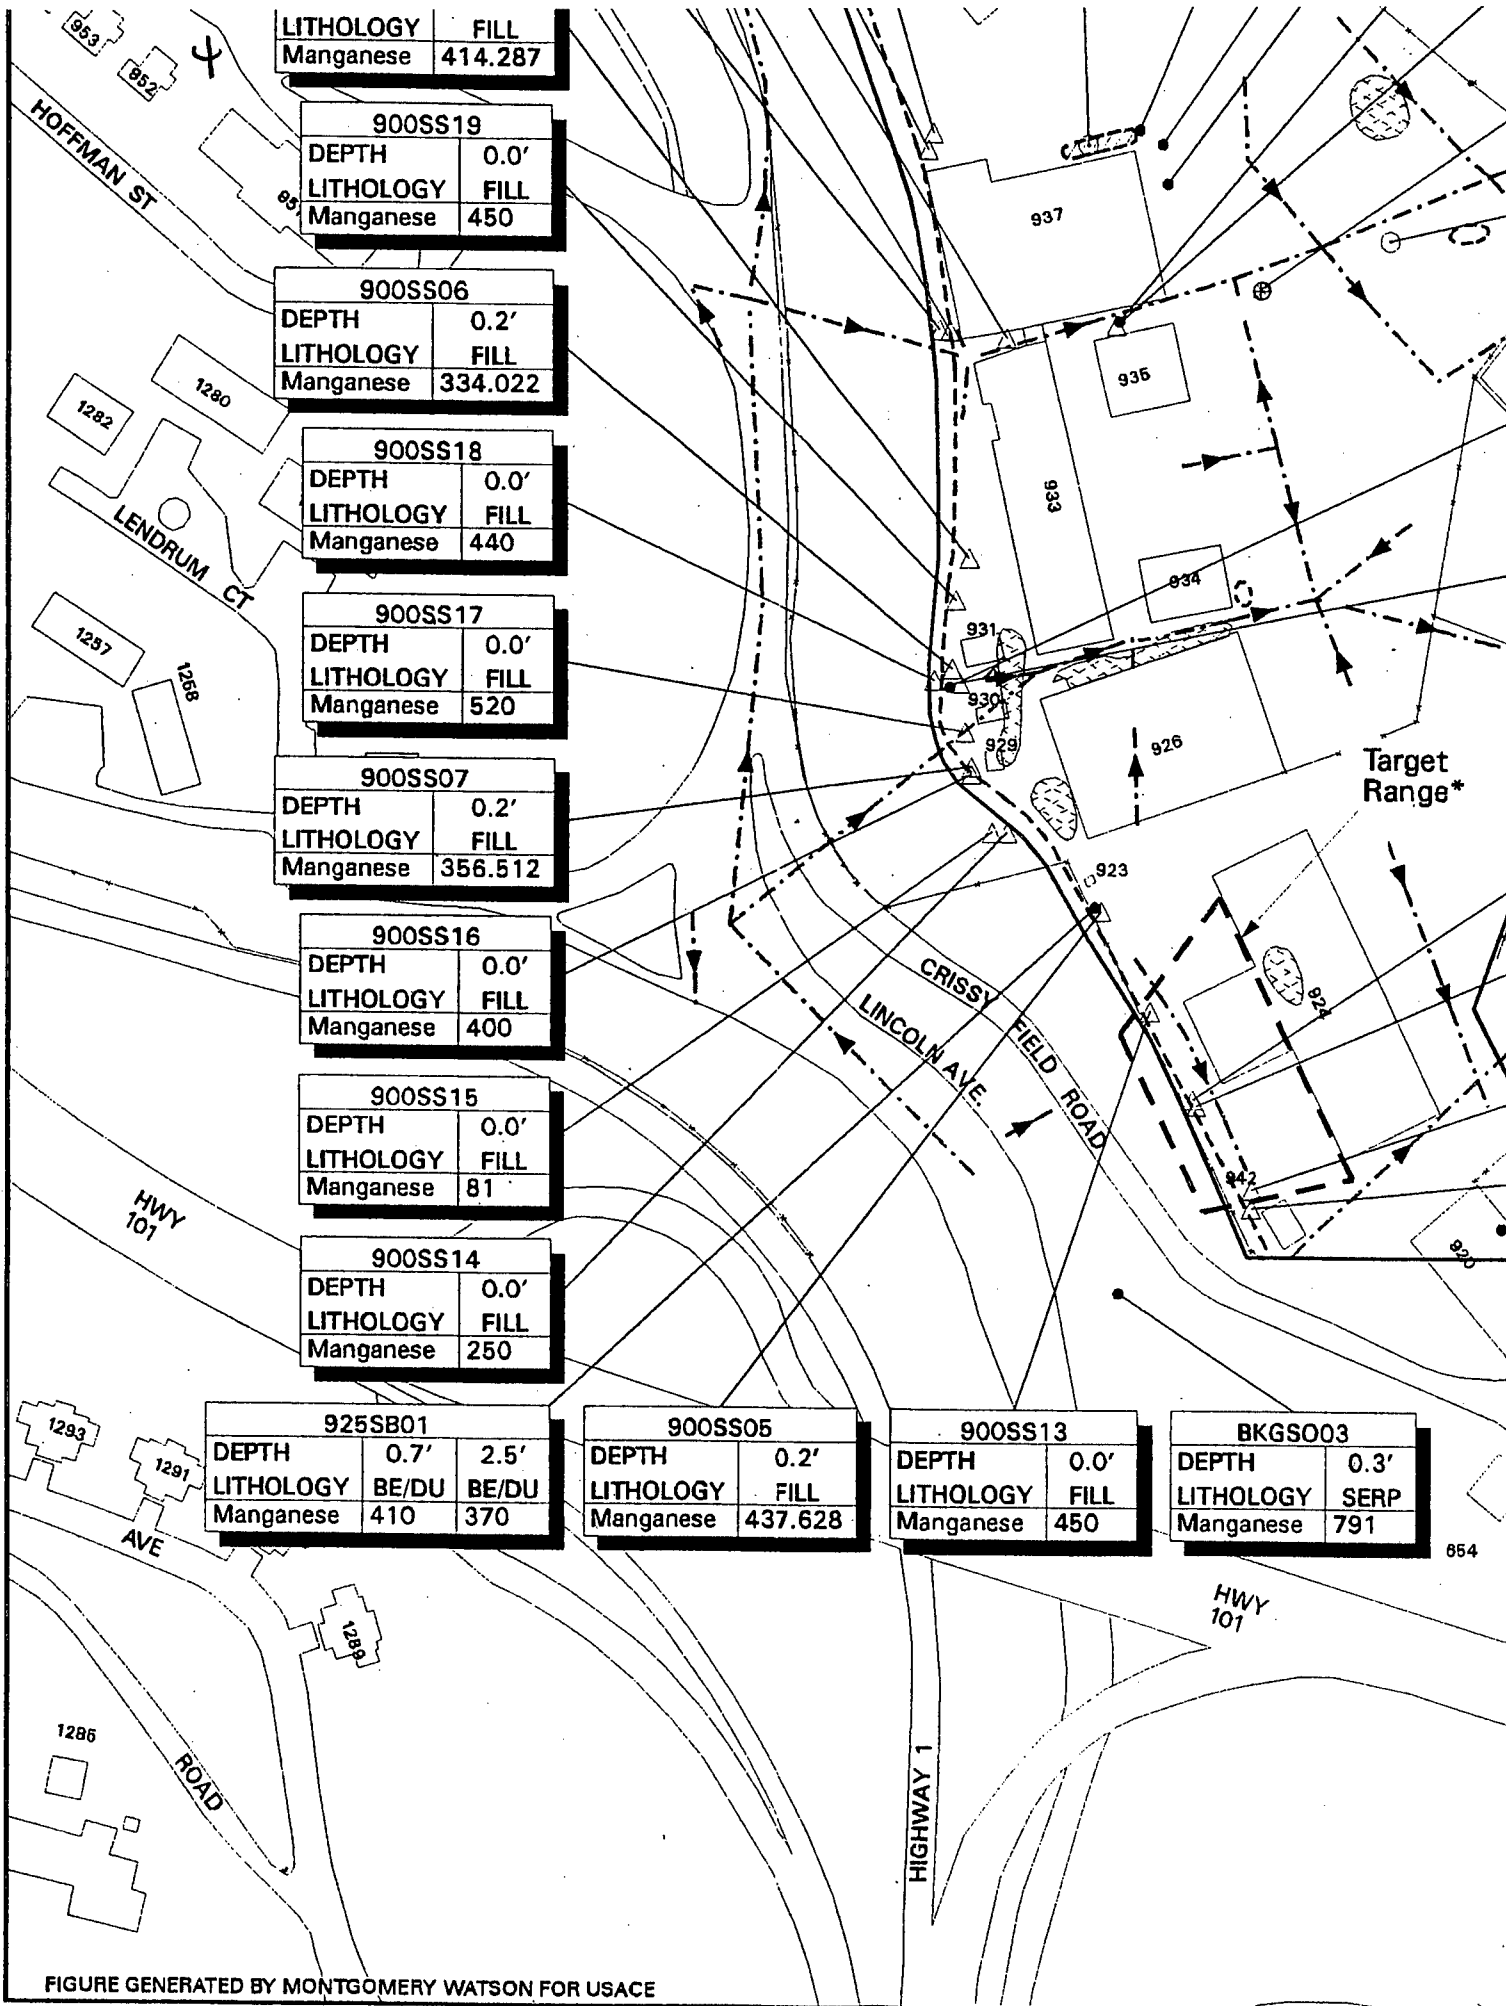 LITHOLOGY FILL
Manganese 414.287
953
952
HOFFMAN ST
900SS19
DEPTH 0.0'
LITHOLOGY FILL
Manganese 450
937
900SS06
DEPTH 0.2'
LITHOLOGY FILL
Manganese 334.022
935
1280
1282
900SS18
DEPTH 0.0'
LITHOLOGY FILL
Manganese 440
933
LENDRUM CT
934
900SS17
DEPTH 0.0'
LITHOLOGY FILL
Manganese 520
931
930
929
926
1257
1258
Target
Range*
900SS07
DEPTH 0.2'
LITHOLOGY FILL
Manganese 356.512
923
900SS16
DEPTH 0.0'
LITHOLOGY FILL
Manganese 400
CRISSY FIELD ROAD
LINCOLN AVE.
924
900SS15
DEPTH 0.0'
LITHOLOGY FILL
Manganese 81
942
HWY
101
920
900SS14
DEPTH 0.0'
LITHOLOGY FILL
Manganese 250
925SB01
DEPTH 0.7' 2.5'
LITHOLOGY BE/DU BE/DU
Manganese 410 370
900SS05
DEPTH 0.2'
LITHOLOGY FILL
Manganese 437.628
900SS13
DEPTH 0.0'
LITHOLOGY FILL
Manganese 450
BKGSO03
DEPTH 0.3'
LITHOLOGY SERP
Manganese 791
654
1293
1291
AVE
1289
HWY
101
1285
ROAD
HIGHWAY 1
FIGURE GENERATED BY MONTGOMERY WATSON FOR USACE